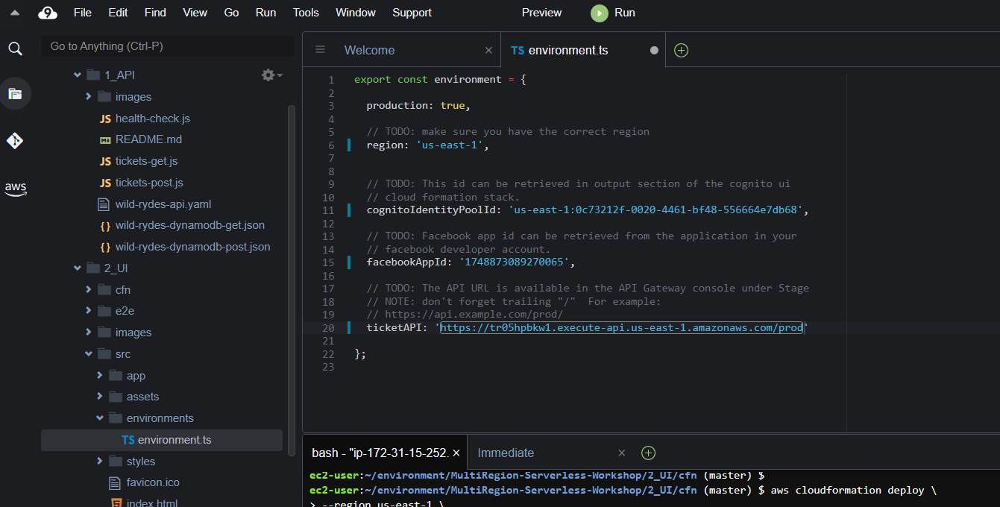 9 File Edit Find View Go Run Tools Window Support Preview Run
Go to Anything (Ctrl-P)
1_API
images
JS health-check.js
README.md
JS tickets-get.js
JS tickets-post.js
wild-rydes-api.yaml
{} wild-rydes-dynamodb-get.json
{} wild-rydes-dynamodb-post.json
2_UI
cfn
e2e
images
src
app
assets
environments
TS environment.ts
styles
favicon.ico
index.html
aws
Welcome × TS environment.ts
1 export const environment = {
2
3 production: true,
4
5 // TODO: make sure you have the correct region
6 region: 'us-east-1',
7
8
9 // TODO: This id can be retrieved in output section of the cognito ui
10 // cloud formation stack.
11 cognitoIdentityPoolId: 'us-east-1:0c73212f-0020-4461-bf48-556664e7db68',
12
13 // TODO: Facebook app id can be retrieved from the application in your
14 // facebook developer account.
15 facebookAppId: '1748873089270065',
16
17 // TODO: The API URL is available in the API Gateway console under Stage
18 // NOTE: don't forget trailing "/"  For example:
19 // https://api.example.com/prod/
20 ticketAPI: 'https://tr05hpbkw1.execute-api.us-east-1.amazonaws.com/prod'
21
22 };
23
bash - "ip-172-31-15-252. × Immediate ×
ec2-user:~/environment/MultiRegion-Serverless-Workshop/2_UI/cfn (master) $
ec2-user:~/environment/MultiRegion-Serverless-Workshop/2_UI/cfn (master) $ aws cloudformation deploy \
> --region us-east-1 \